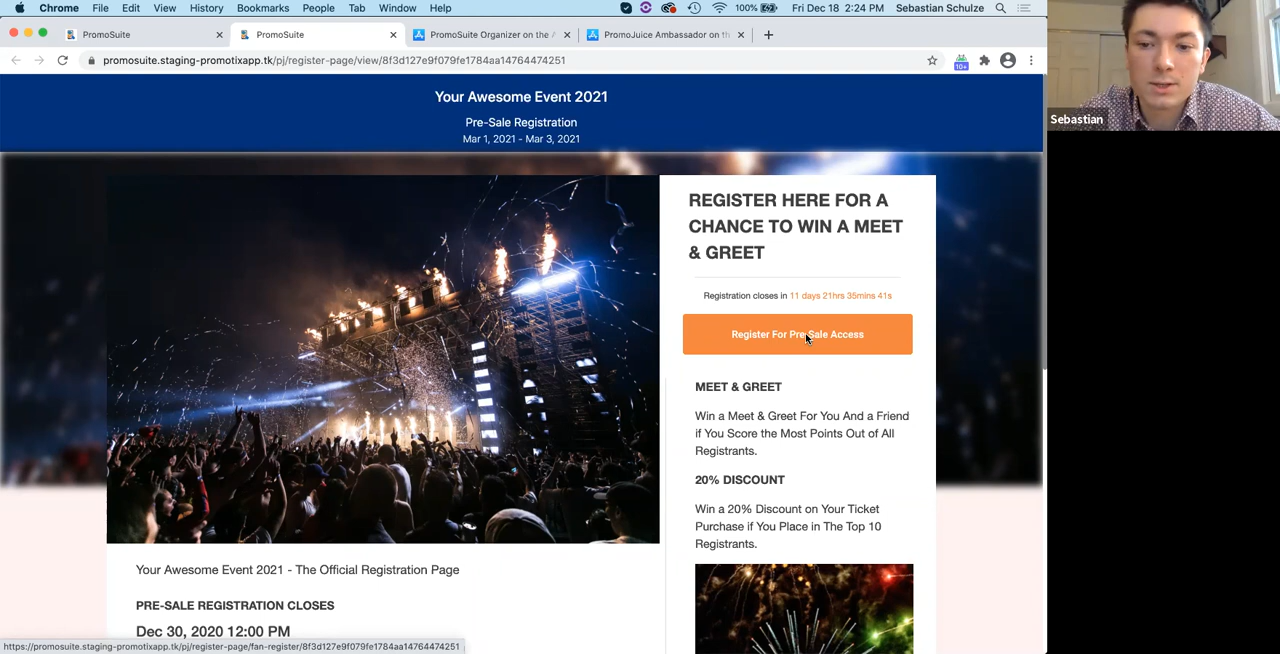 Chrome File Edit View History Bookmarks People Tab Window Help 100% Fri Dec 18 2:24 PM Sebastian Schulze
PromoSuite PromoSuite PromoSuite Organizer on the PromoJuice Ambassador on
promosuite.staging-promotixapp.tk/pj/register-page/view/8f3d127e9f079fe1784aa14764474251
10+
Sebastian
Your Awesome Event 2021
Pre-Sale Registration
Mar 1, 2021 - Mar 3, 2021
REGISTER HERE FOR A
CHANCE TO WIN A MEET
& GREET
Registration closes in 11 days 21hrs 35mins 41s
Register For Pre-Sale Access
MEET & GREET
Win a Meet & Greet For You And a Friend
if You Score the Most Points Out of All
Registrants.
20% DISCOUNT
Win a 20% Discount on Your Ticket
Purchase if You Place in The Top 10
Registrants.
Your Awesome Event 2021 - The Official Registration Page
PRE-SALE REGISTRATION CLOSES
Dec 30, 2020 12:00 PM
https://promosuite.staging-promotixapp.tk/pj/register-page/fan-register/8f3d127e9f079fe1784aa14764474251